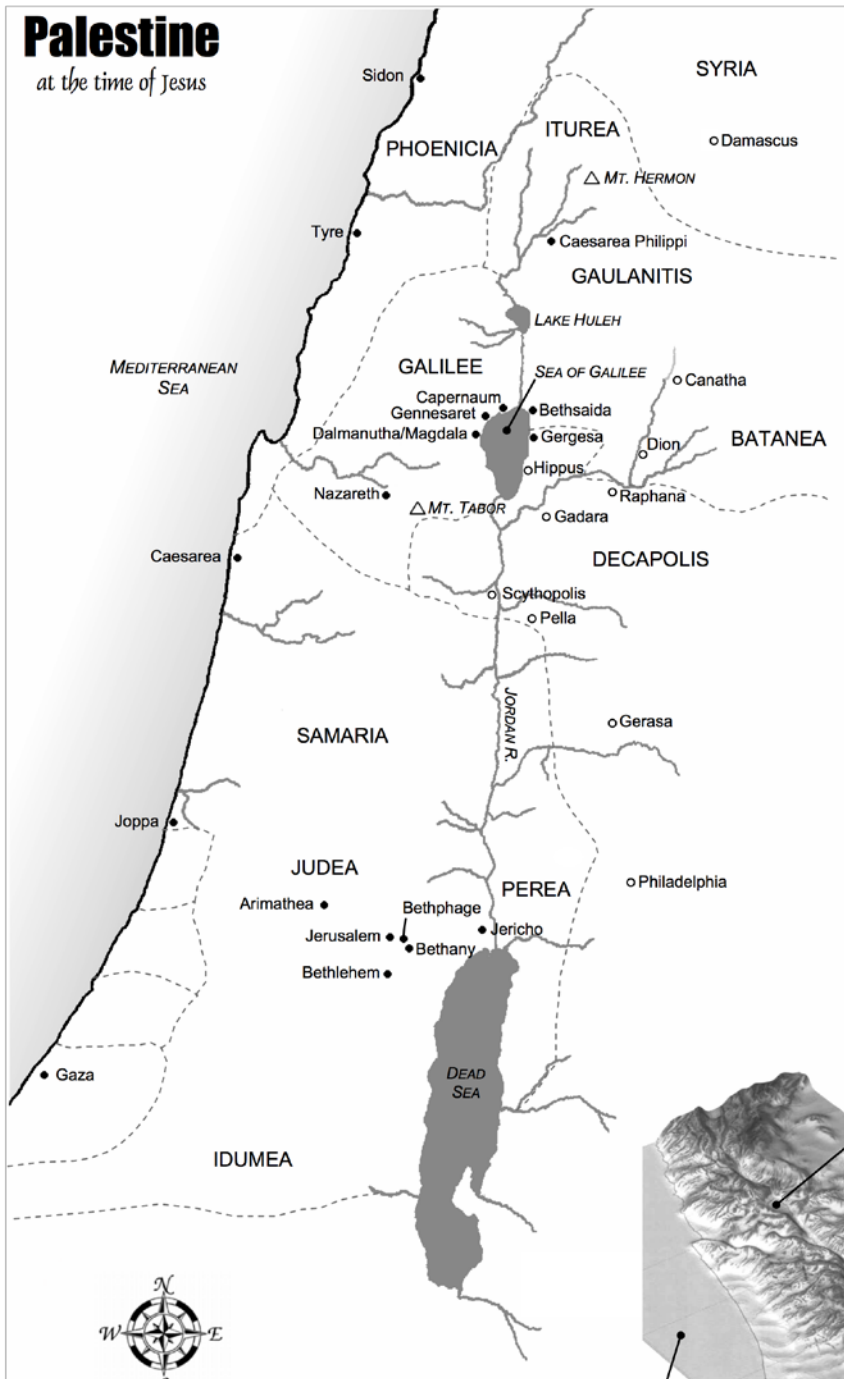 Palestine
at the time of Jesus
Sidon
SYRIA
ITUREA
Damascus
PHOENICIA
MT. HERMON
Tyre
Caesarea Philippi
GAULANITIS
LAKE HULEH
MEDITERRANEAN
SEA
GALILEE
SEA OF GALILEE
Canatha
Capernaum
Gennesaret
Bethsaida
Dalmanutha/Magdala
Gergesa
Dion
BATANEA
Hippus
Nazareth
MT. TABOR
Raphana
Gadara
Caesarea
DECAPOLIS
Scythopolis
Pella
JORDAN R.
Gerasa
SAMARIA
Joppa
JUDEA
Philadelphia
PEREA
Arimathea
Bethphage
Jerusalem
Jericho
Bethany
Bethlehem
Gaza
DEAD
SEA
IDUMEA
N
W
E